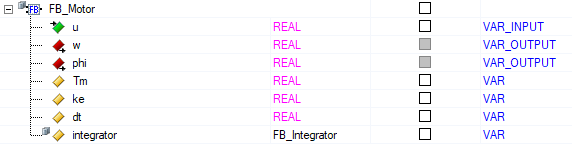 FB FB_Motor
u REAL VAR_INPUT
w REAL VAR_OUTPUT
phi REAL VAR_OUTPUT
Tm REAL VAR
ke REAL VAR
dt REAL VAR
integrator FB_Integrator VAR